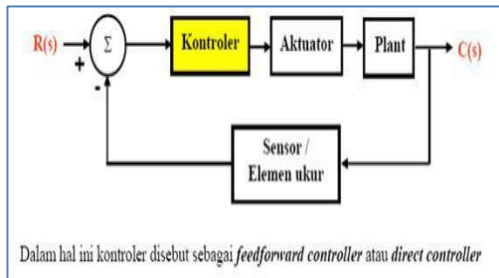 R(s)
+
-
Σ
Kontroler
Aktuator
Plant
C(s)
Sensor /
Elemen ukur
Dalam hal ini kontroler disebut sebagai feedforward controller atau direct controller